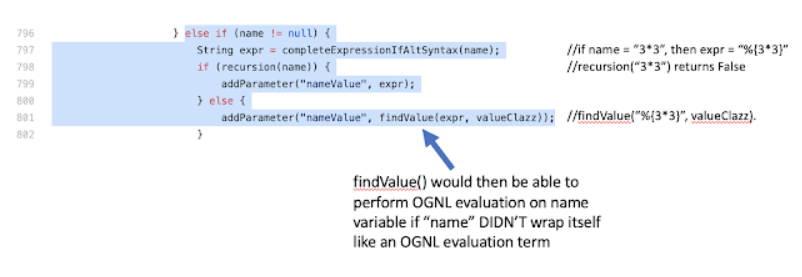 796 } else if (name != null) {
797 String expr = completeExpressionIfAltSyntax(name); //if name = “3*3”, then expr = “%{3*3}”
798 if (recursion(name)) { //recursion(“3*3”) returns False
799 addParameter("nameValue", expr);
800 } else {
801 addParameter("nameValue", findValue(expr, valueClazz)); //findValue(”%{3*3}”, valueClazz).
802 }
findValue() would then be able to
perform OGNL evaluation on name
variable if “name” DIDN’T wrap itself
like an OGNL evaluation term